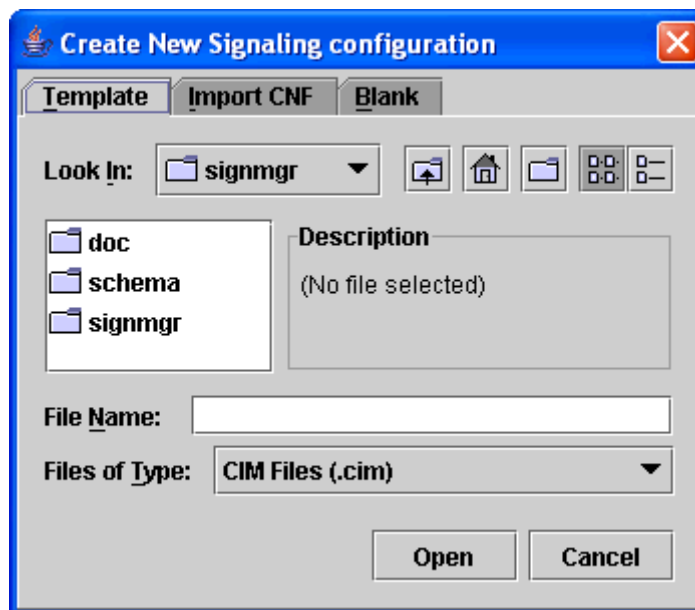 Create New Signaling configuration
Template Import CNF Blank
Look In: signmgr
doc
schema
signmgr
Description
(No file selected)
File Name:
Files of Type: CIM Files (.cim)
Open Cancel